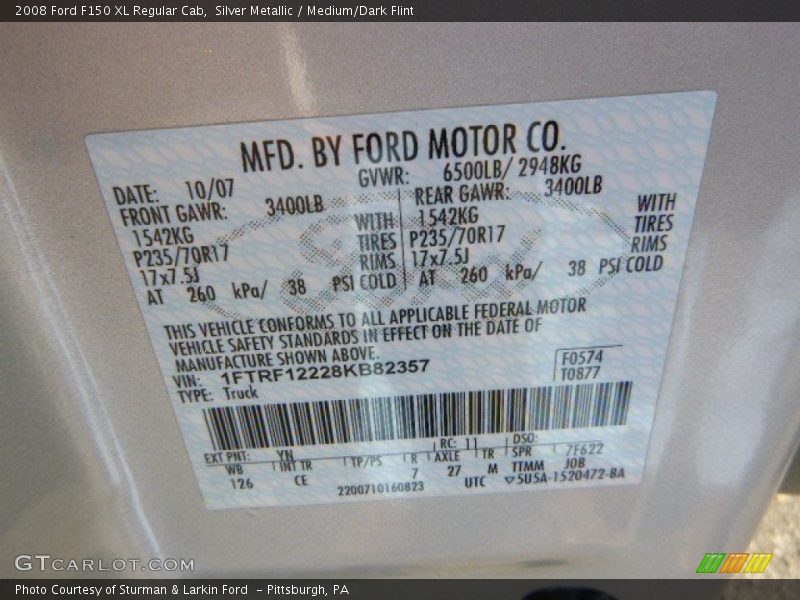 2008 Ford F150 XL Regular Cab, Silver Metallic / Medium/Dark Flint
MFD. BY FORD MOTOR CO.
DATE: 10/07 GVWR: 6500LB/ 2948KG
FRONT GAWR: 3400LB REAR GAWR: 3400LB
1542KG WITH 1542KG WITH
P235/70R17 TIRES P235/70R17 TIRES
17x7.5J RIMS 17x7.5J RIMS
AT 260 kPa/ 38 PSI COLD AT 260 kPa/ 38 PSI COLD
THIS VEHICLE CONFORMS TO ALL APPLICABLE FEDERAL MOTOR
VEHICLE SAFETY STANDARDS IN EFFECT ON THE DATE OF
MANUFACTURE SHOWN ABOVE.
VIN: 1FTRF12228KB82357 F0574
TYPE: Truck T0877
EXT PNT: YN RC: 11 DSO:
WB INT TR TP/PS R AXLE TR SPR 7F622
126 CE 7 27 M TTMM JOB
2200710160823 UTC ▽5U5A-1520472-BA
GTCARLOT.COM
Photo Courtesy of Sturman & Larkin Ford - Pittsburgh, PA